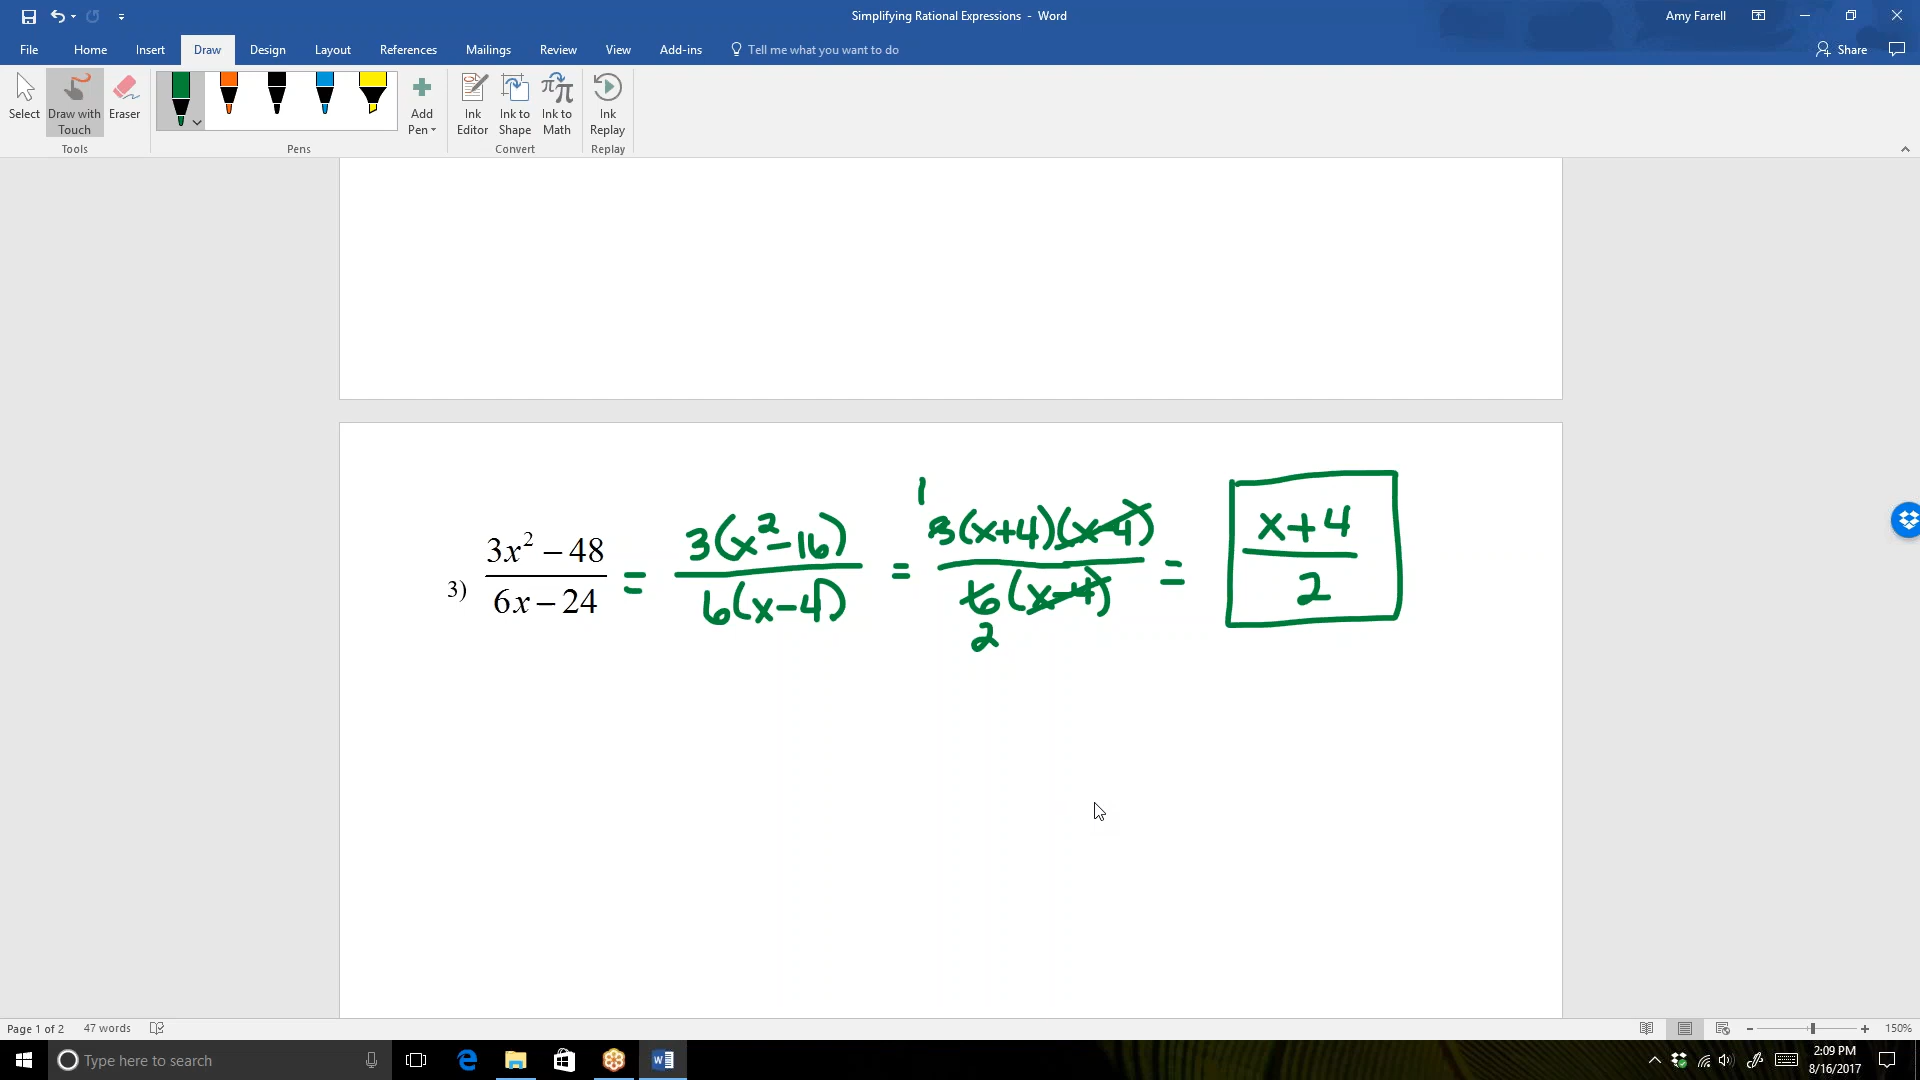 Simplifying Rational Expressions - Word
Amy Farrell
File Home Insert Draw Design Layout References Mailings Review View Add-ins Tell me what you want to do Share
Select Draw with Touch Eraser Add Pen Ink Editor Ink to Shape Ink to Math Ink Replay
Tools Pens Convert Replay
3) (3x² − 48)/(6x − 24) = 3(x²-16)/6(x-4) = 3(x+4)(x-4)/6(x-4) = x+4/2
1
2
Page 1 of 2 47 words 150%
Type here to search
2:09 PM
8/16/2017